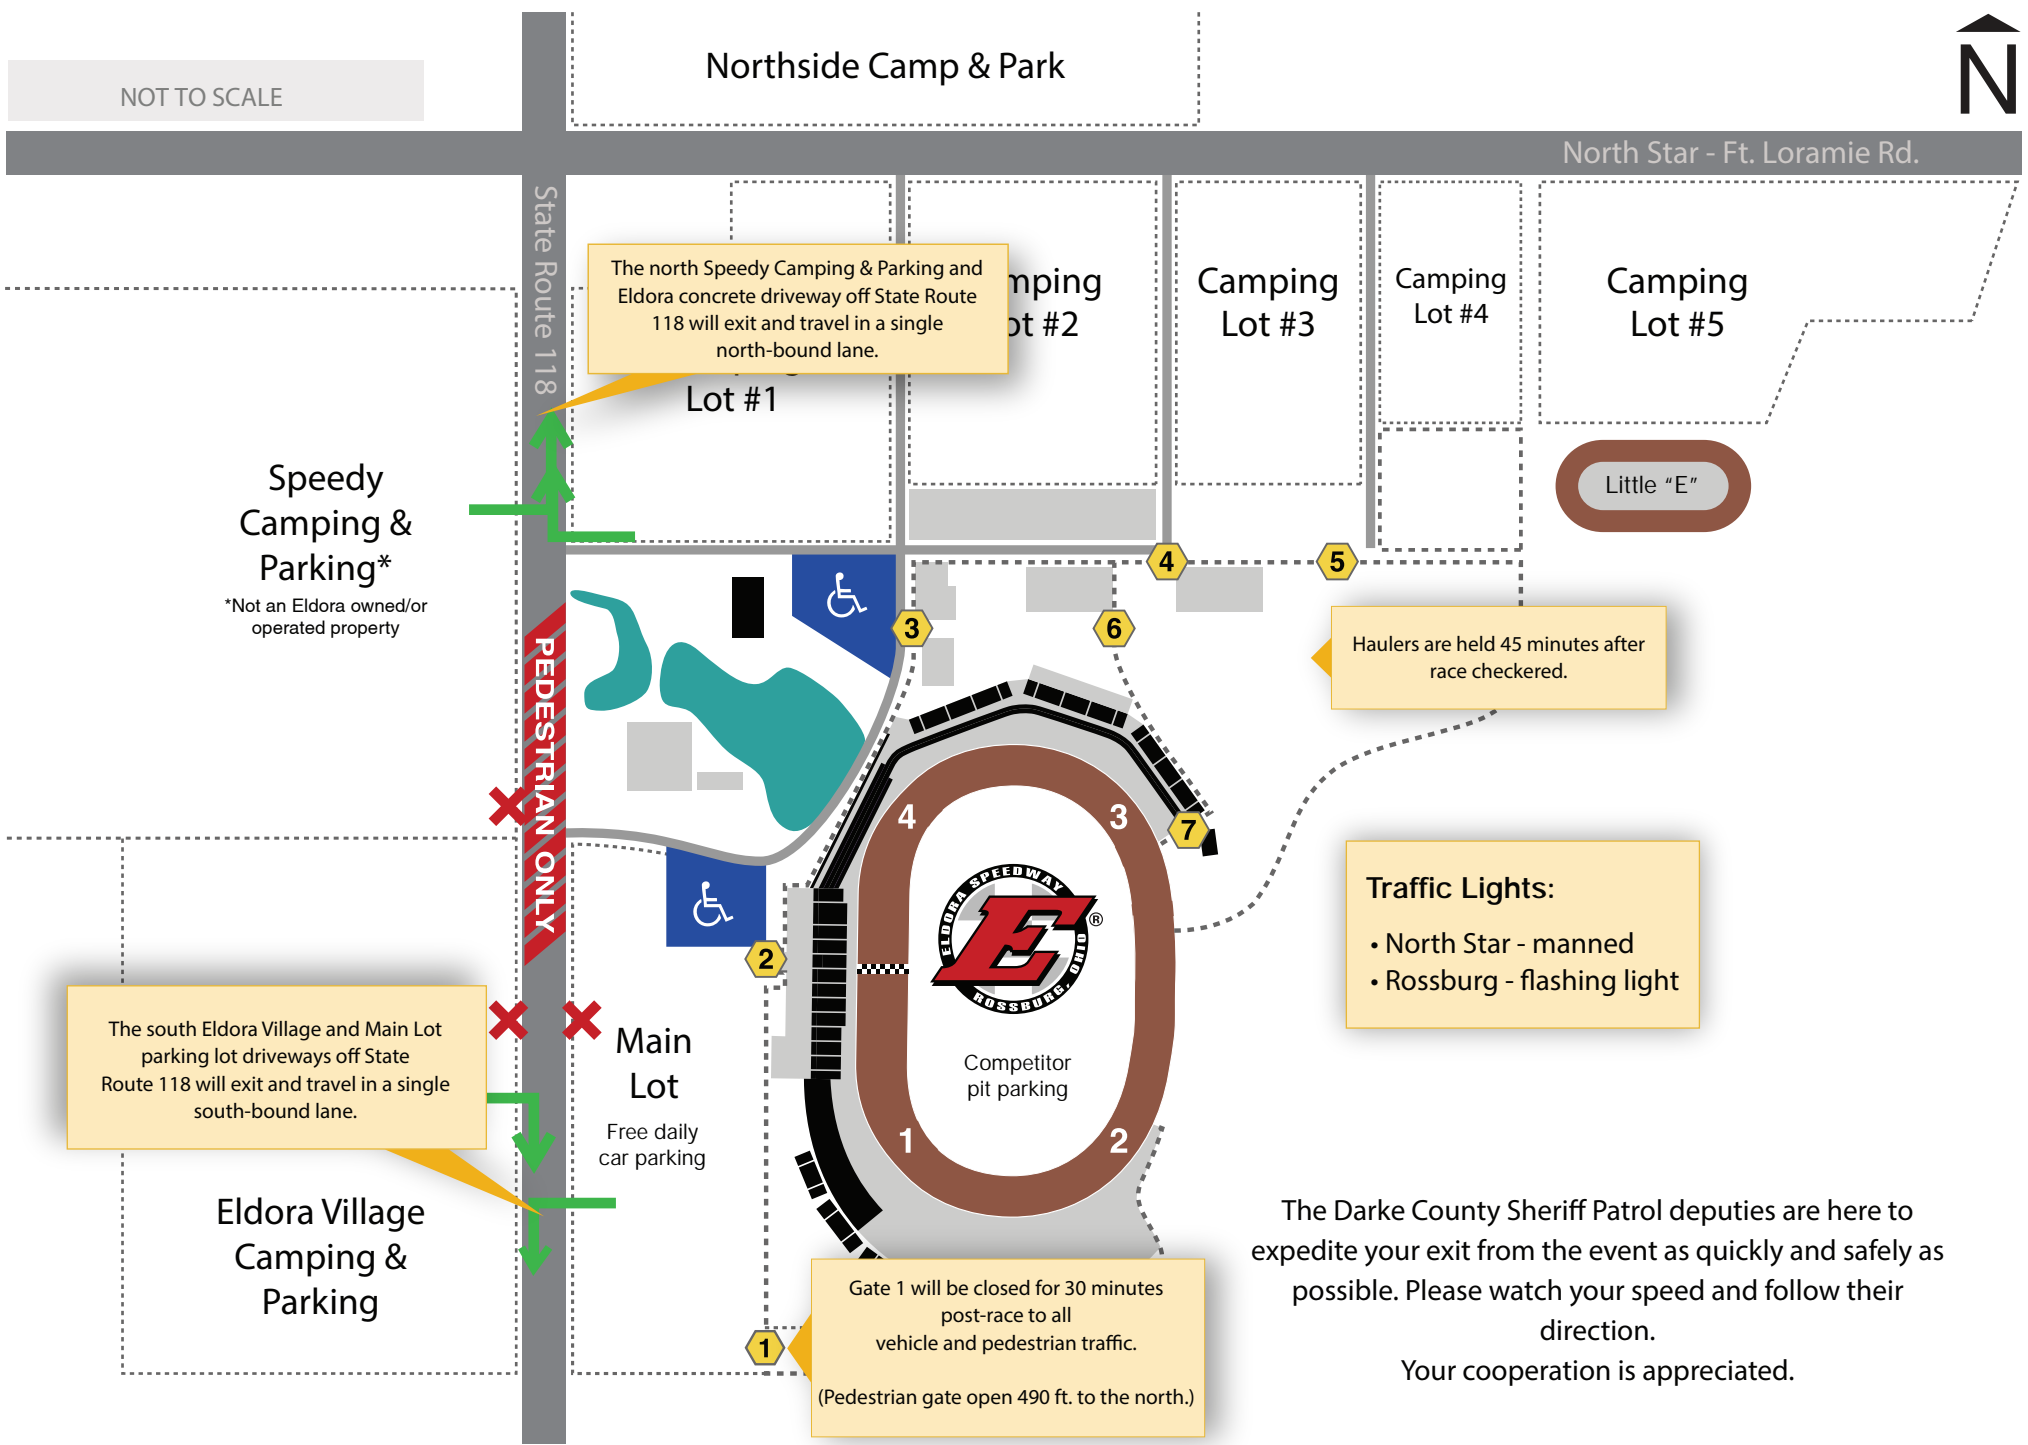 Northside Camp & Park
N
NOT TO SCALE
North Star - Ft. Loramie Rd.
State Route 118
The north Speedy Camping & Parking and
Eldora concrete driveway off State Route
118 will exit and travel in a single
north-bound lane.
Lot #1
mping
ot #2
Camping
Lot #3
Camping
Lot #4
Camping
Lot #5
Little “E”
Speedy
Camping &
Parking*
*Not an Eldora owned/or
operated property
4
5
3
6
Haulers are held 45 minutes after
race checkered.
PEDESTRIAN ONLY
4
3
7
ELDORA SPEEDWAY
E
®
ROSSBURG, OHIO
2
Competitor
pit parking
1
2
Traffic Lights:
• North Star - manned
• Rossburg - flashing light
The south Eldora Village and Main Lot
parking lot driveways off State
Route 118 will exit and travel in a single
south-bound lane.
Main
Lot
Free daily
car parking
Eldora Village
Camping &
Parking
1
Gate 1 will be closed for 30 minutes
post-race to all
vehicle and pedestrian traffic.
(Pedestrian gate open 490 ft. to the north.)
The Darke County Sheriff Patrol deputies are here to
expedite your exit from the event as quickly and safely as
possible. Please watch your speed and follow their
direction.
Your cooperation is appreciated.